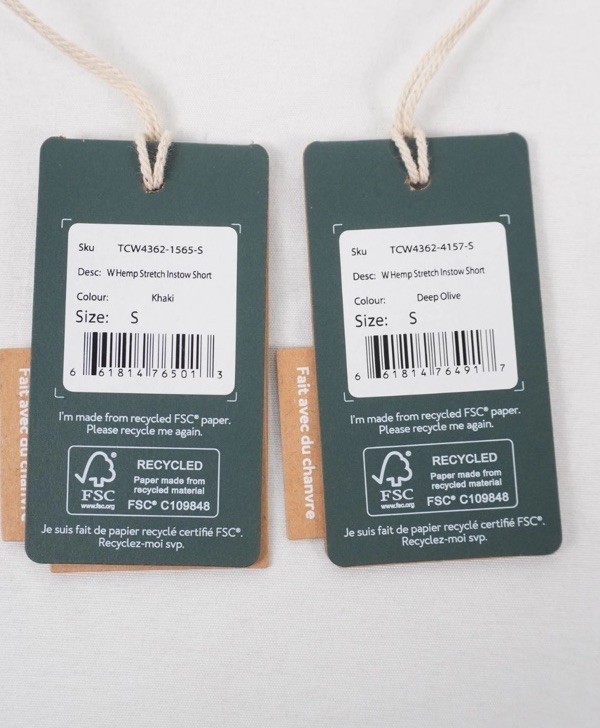 Sku TCW4362-1565-S
Desc: W Hemp Stretch Instow Short
Colour: Khaki
Size: S
6 61814 76501 3
I'm made from recycled FSC® paper.
Please recycle me again.
FSC
www.fsc.org
RECYCLED
Paper made from
recycled material
FSC® C109848
Je suis fait de papier recyclé certifié FSC®.
Recyclez-moi svp.
Fait avec du chanvre
Sku TCW4362-4157-S
Desc: W Hemp Stretch Instow Short
Colour: Deep Olive
Size: S
6 61814 76491 7
I'm made from recycled FSC® paper.
Please recycle me again.
FSC
www.fsc.org
RECYCLED
Paper made from
recycled material
FSC® C109848
Je suis fait de papier recyclé certifié FSC®.
Recyclez-moi svp.
Fait avec du chanvre